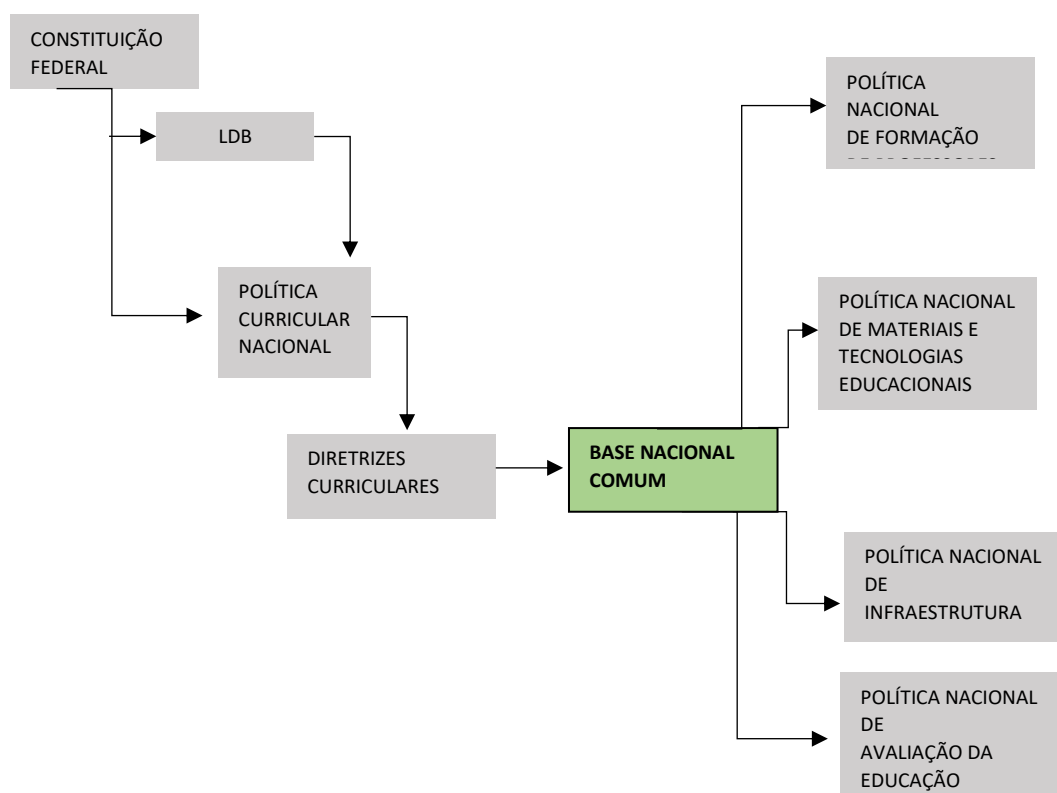 CONSTITUIÇÃO
FEDERAL
LDB
POLÍTICA
CURRICULAR
NACIONAL
DIRETRIZES
CURRICULARES
BASE NACIONAL
COMUM
POLÍTICA
NACIONAL
DE FORMAÇÃO
POLÍTICA NACIONAL
DE MATERIAIS E
TECNOLOGIAS
EDUCACIONAIS
POLÍTICA NACIONAL
DE
INFRAESTRUTURA
POLÍTICA NACIONAL
DE
AVALIAÇÃO DA
EDUCAÇÃO